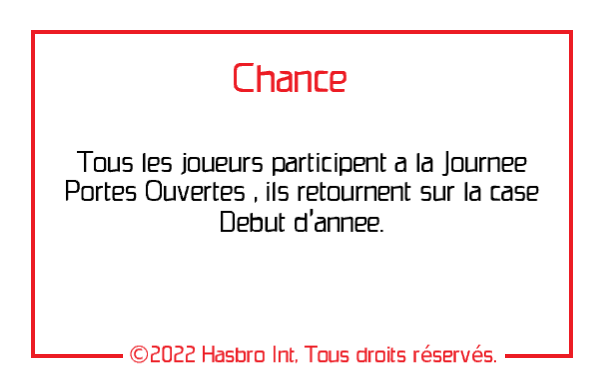 Chance
Tous les joueurs participent a la Journee
Portes Ouvertes , ils retournent sur la case
Debut d'annee.
©2022 Hasbro Int. Tous droits réservés.